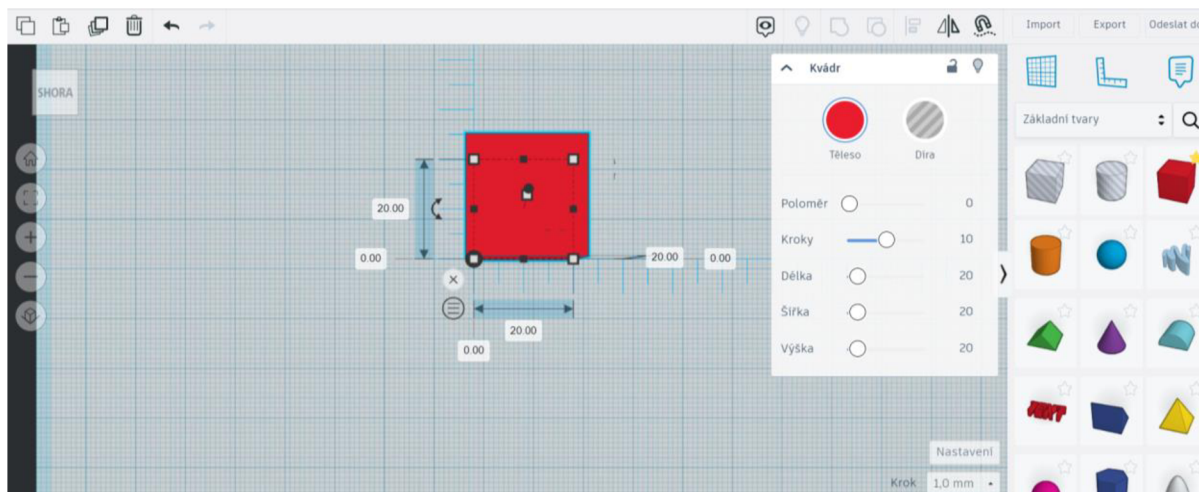 Import Export Odeslat do
SHORA
Kvádr
Těleso Díra
Základní tvary
20.00
0.00
20.00 0.00
20.00
0.00
Poloměr 0
Kroky 10
Délka 20
Šířka 20
Výška 20
TEXT
Nastavení
Krok 1,0 mm